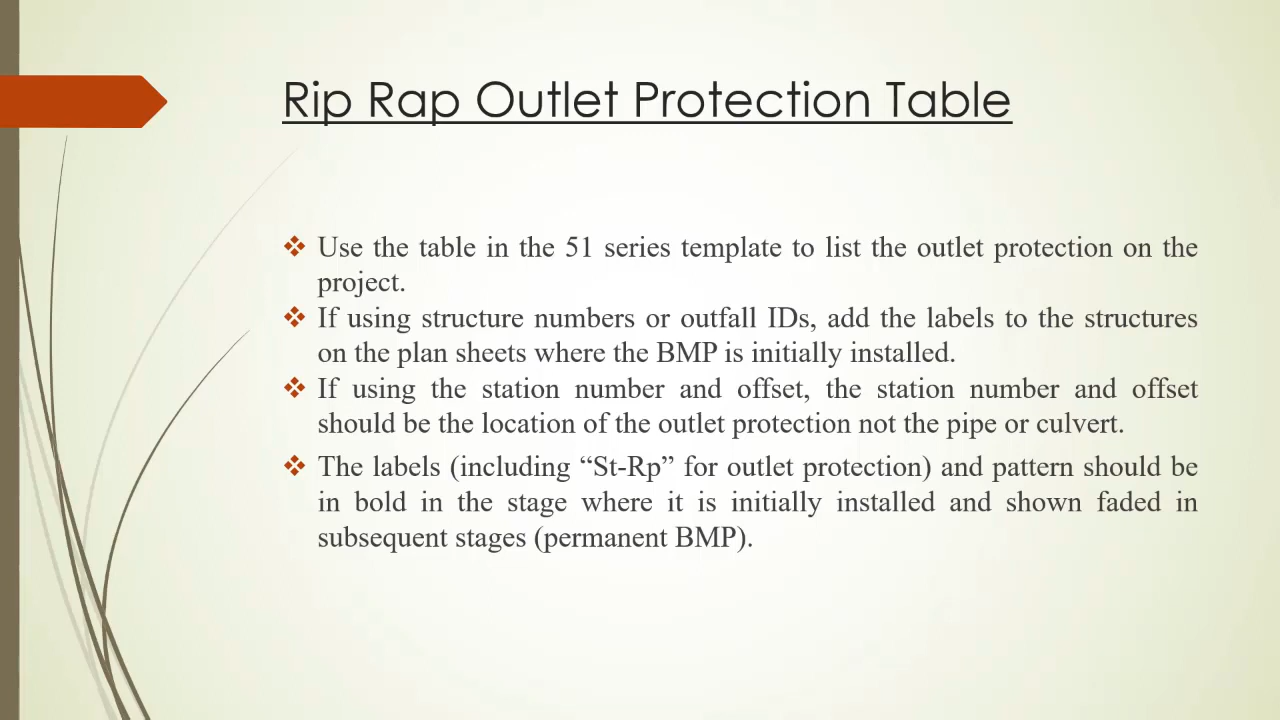 Rip Rap Outlet Protection Table
Use the table in the 51 series template to list the outlet protection on the
project.
If using structure numbers or outfall IDs, add the labels to the structures
on the plan sheets where the BMP is initially installed.
If using the station number and offset, the station number and offset
should be the location of the outlet protection not the pipe or culvert.
The labels (including “St-Rp” for outlet protection) and pattern should be
in bold in the stage where it is initially installed and shown faded in
subsequent stages (permanent BMP).